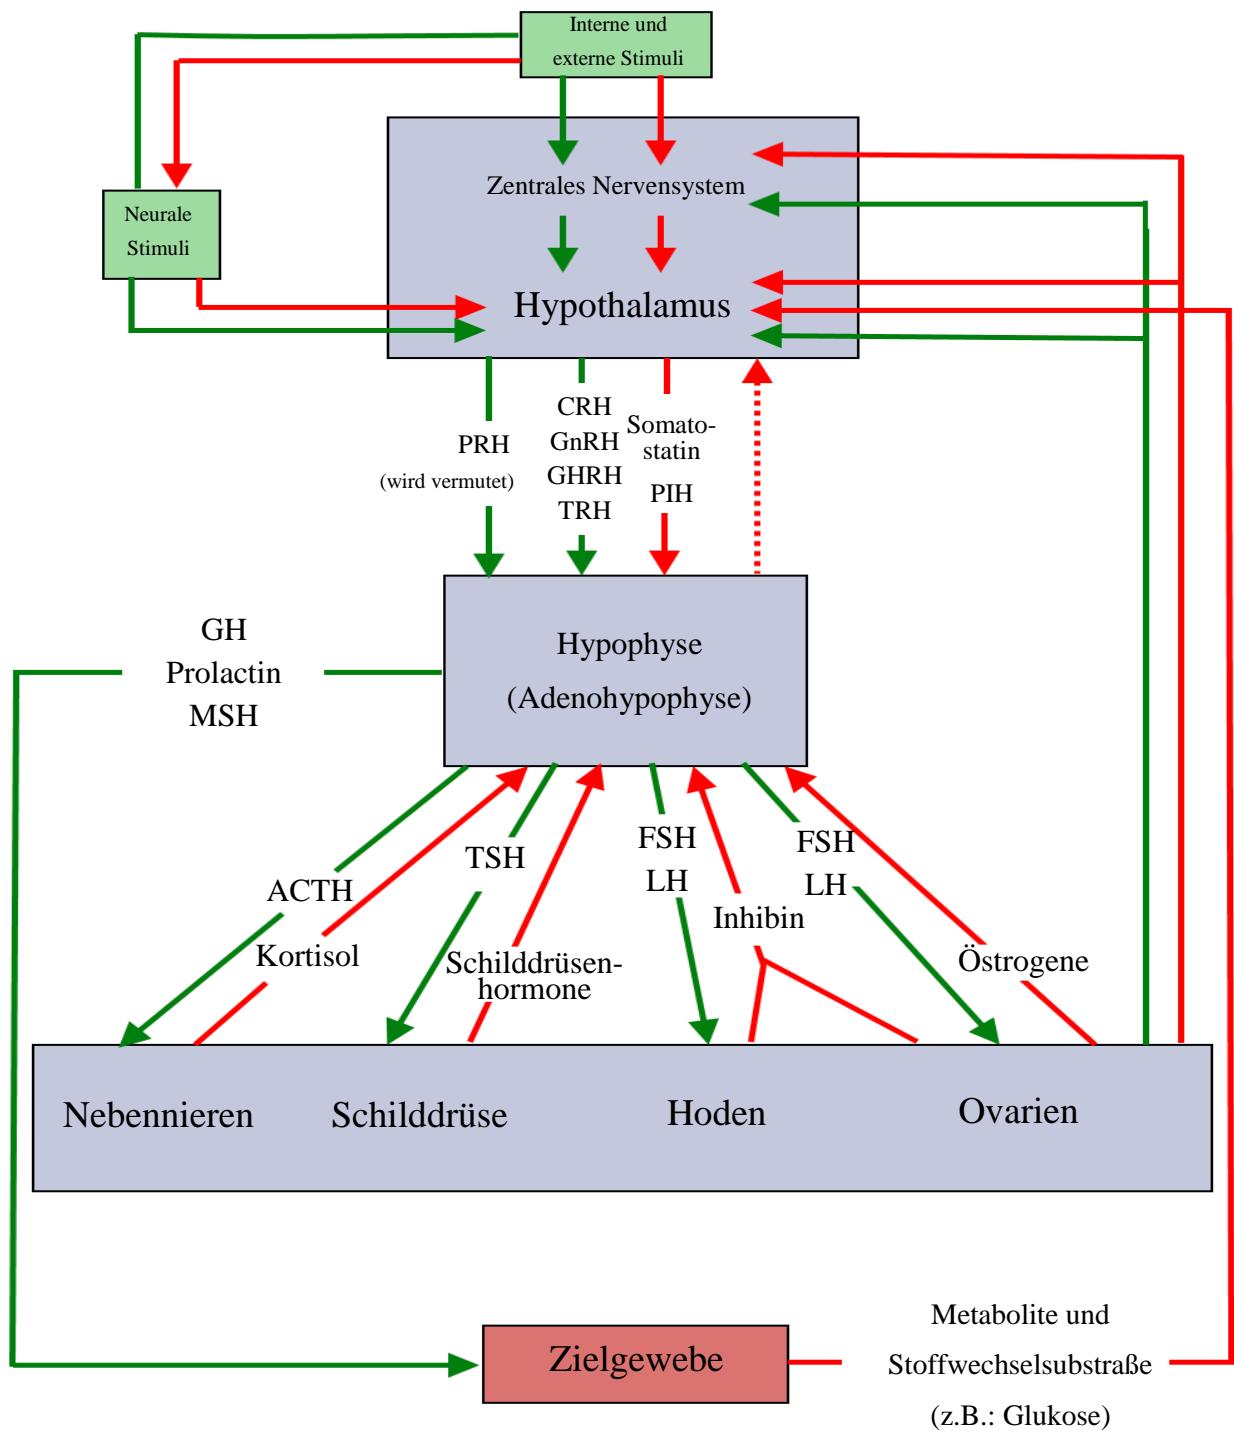 Interne und
externe Stimuli
Neurale
Stimuli
Zentrales Nervensystem
Hypothalamus
PRH
(wird vermutet)
CRH
GnRH
GHRH
TRH
Somato-
statin
PIH
GH
Prolactin
MSH
Hypophyse
(Adenohypophyse)
ACTH
Kortisol
TSH
Schilddrüsen-
hormone
FSH
LH
Inhibin
FSH
LH
Östrogene
Nebennieren
Schilddrüse
Hoden
Ovarien
Zielgewebe
Metabolite und
Stoffwechselsubstraße
(z.B.: Glukose)